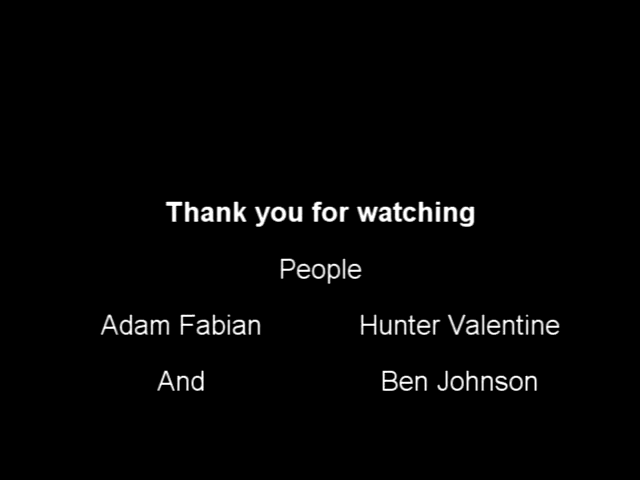 Thank you for watching
People
Adam Fabian Hunter Valentine
And Ben Johnson